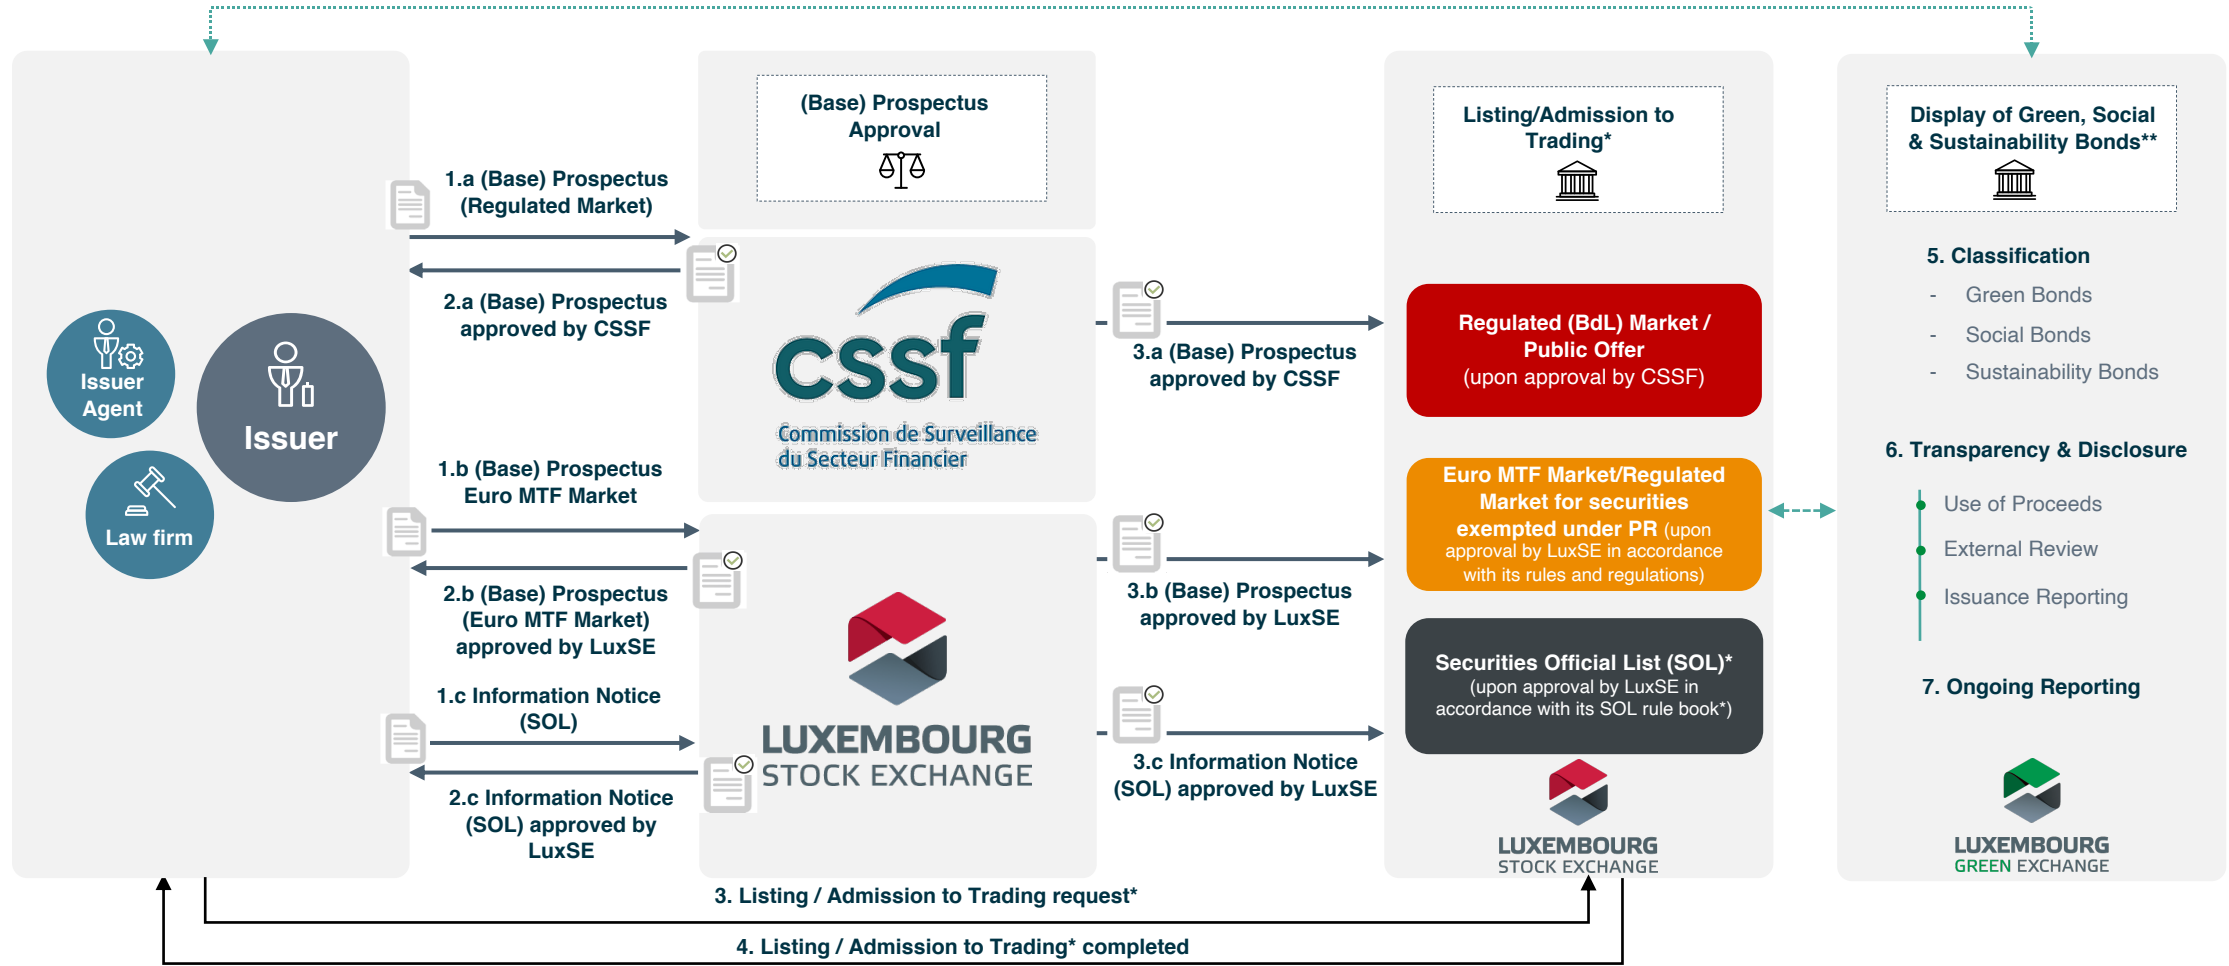 (Base) Prospectus
Approval
Listing/Admission to
Trading*
Display of Green, Social
& Sustainability Bonds**
1.a (Base) Prospectus
(Regulated Market)
2.a (Base) Prospectus
approved by CSSF
Issuer
Agent
Issuer
Law firm
cssf
Commission de Surveillance
du Secteur Financier
3.a (Base) Prospectus
approved by CSSF
Regulated (BdL) Market /
Public Offer
(upon approval by CSSF)
5. Classification
- Green Bonds
- Social Bonds
- Sustainability Bonds
1.b (Base) Prospectus
Euro MTF Market
2.b (Base) Prospectus
(Euro MTF Market)
approved by LuxSE
3.b (Base) Prospectus
approved by LuxSE
Euro MTF Market/Regulated
Market for securities
exempted under PR (upon
approval by LuxSE in accordance
with its rules and regulations)
6. Transparency & Disclosure
Use of Proceeds
External Review
Issuance Reporting
1.c Information Notice
(SOL)
2.c Information Notice
(SOL) approved by
LuxSE
LUXEMBOURG
STOCK EXCHANGE
3.c Information Notice
(SOL) approved by LuxSE
Securities Official List (SOL)*
(upon approval by LuxSE in
accordance with its SOL rule book*)
7. Ongoing Reporting
LUXEMBOURG
STOCK EXCHANGE
LUXEMBOURG
GREEN EXCHANGE
3. Listing / Admission to Trading request*
4. Listing / Admission to Trading* completed